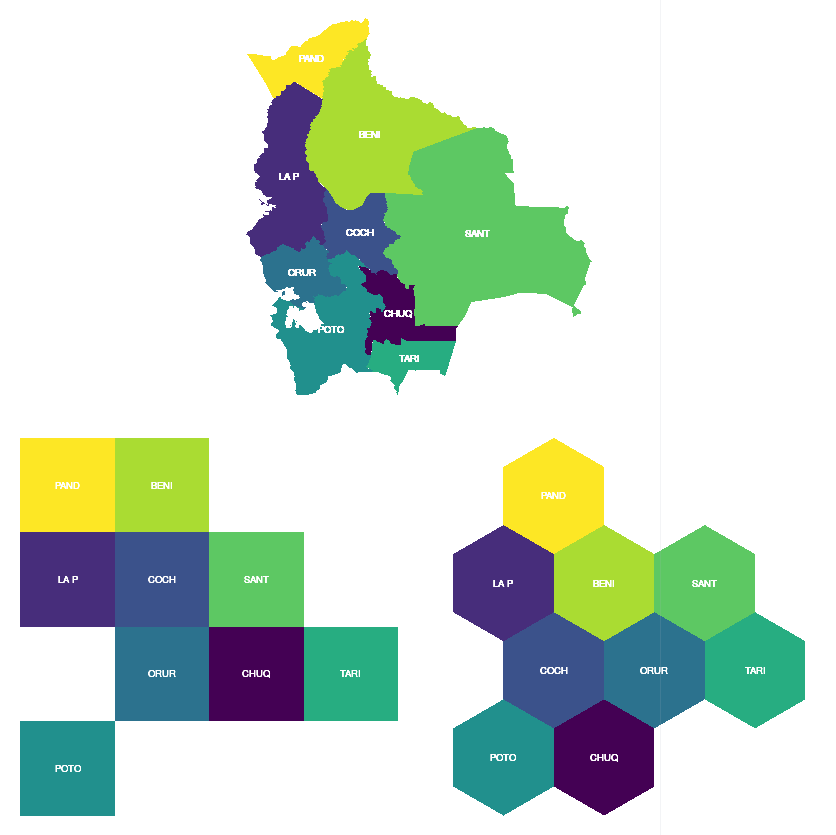 PAND
BENI
LA P
COCH
SANT
ORUR
CHUQ
POTO
TARI
PAND
BENI
LA P
COCH
SANT
ORUR
CHUQ
TARI
POTO
PAND
LA P
BENI
SANT
COCH
ORUR
TARI
POTO
CHUQ